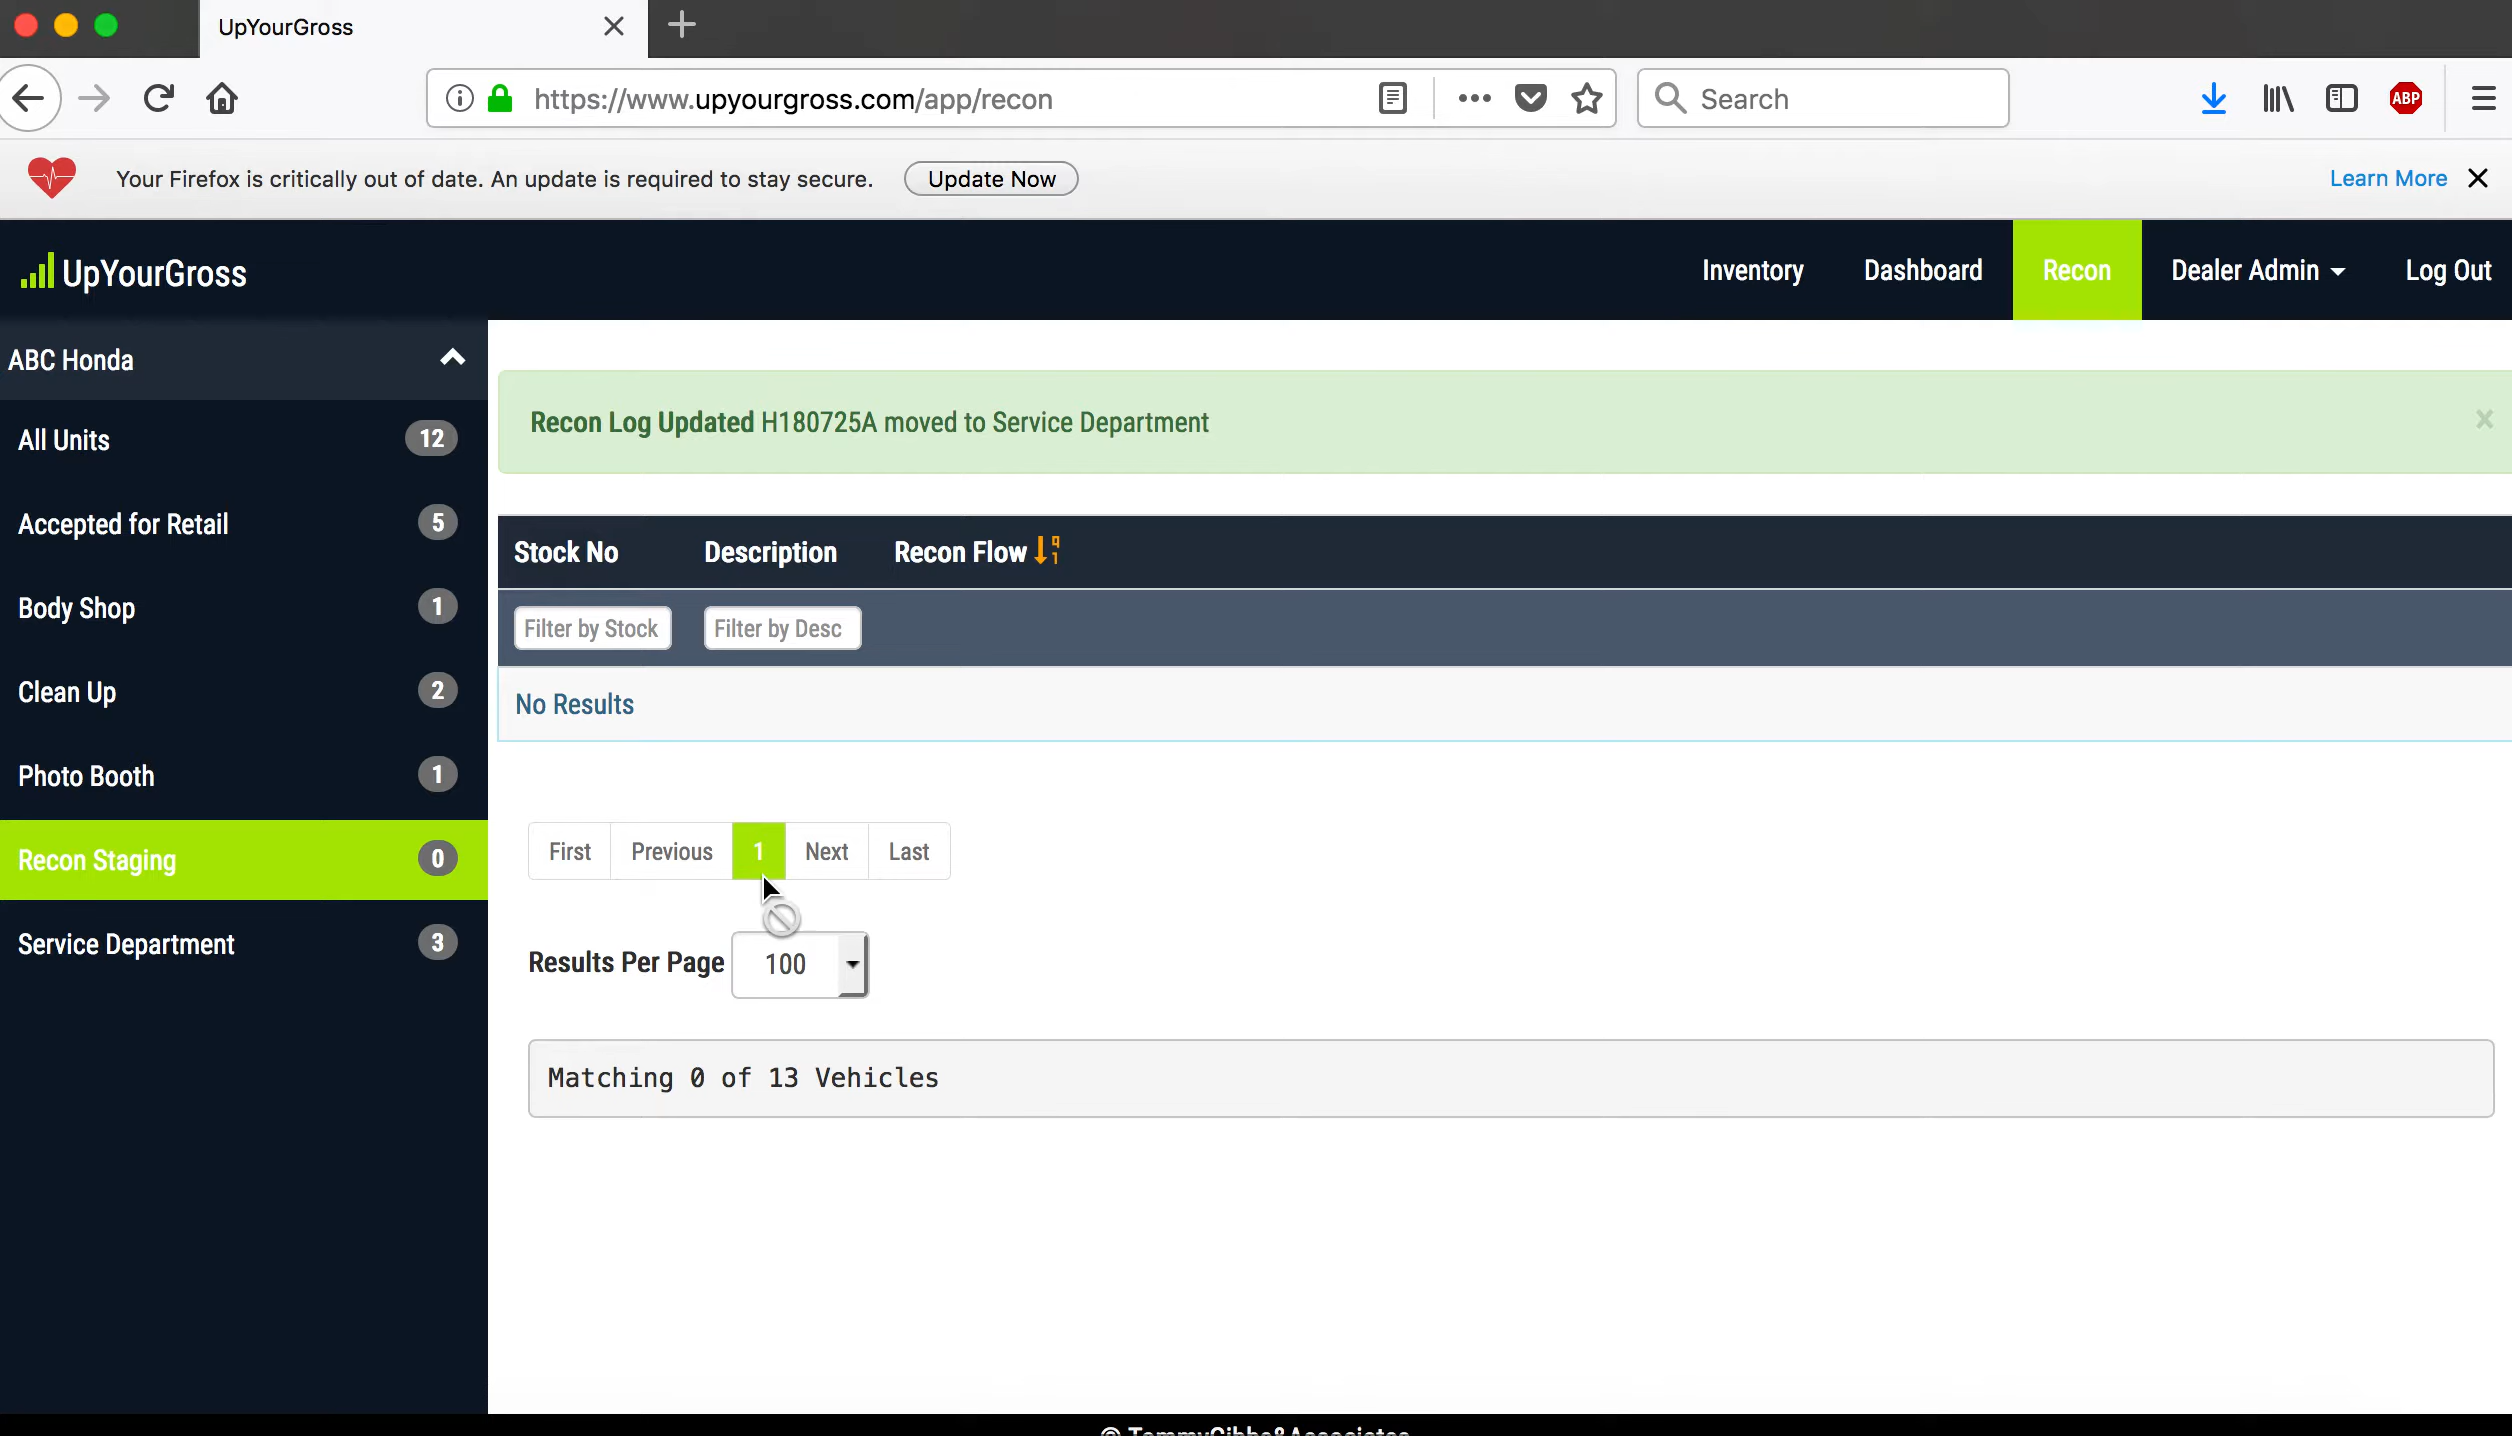 UpYourGross
https://www.upyourgross.com/app/recon
Search
ABP
Your Firefox is critically out of date. An update is required to stay secure.
Update Now
Learn More
UpYourGross
Inventory
Dashboard
Recon
Dealer Admin
Log Out
ABC Honda
All Units 12
Accepted for Retail 5
Body Shop 1
Clean Up 2
Photo Booth 1
Recon Staging 0
Service Department 3
Recon Log Updated H180725A moved to Service Department
Stock No Description Recon Flow
Filter by Stock Filter by Desc
No Results
First Previous 1 Next Last
Results Per Page 100
Matching 0 of 13 Vehicles